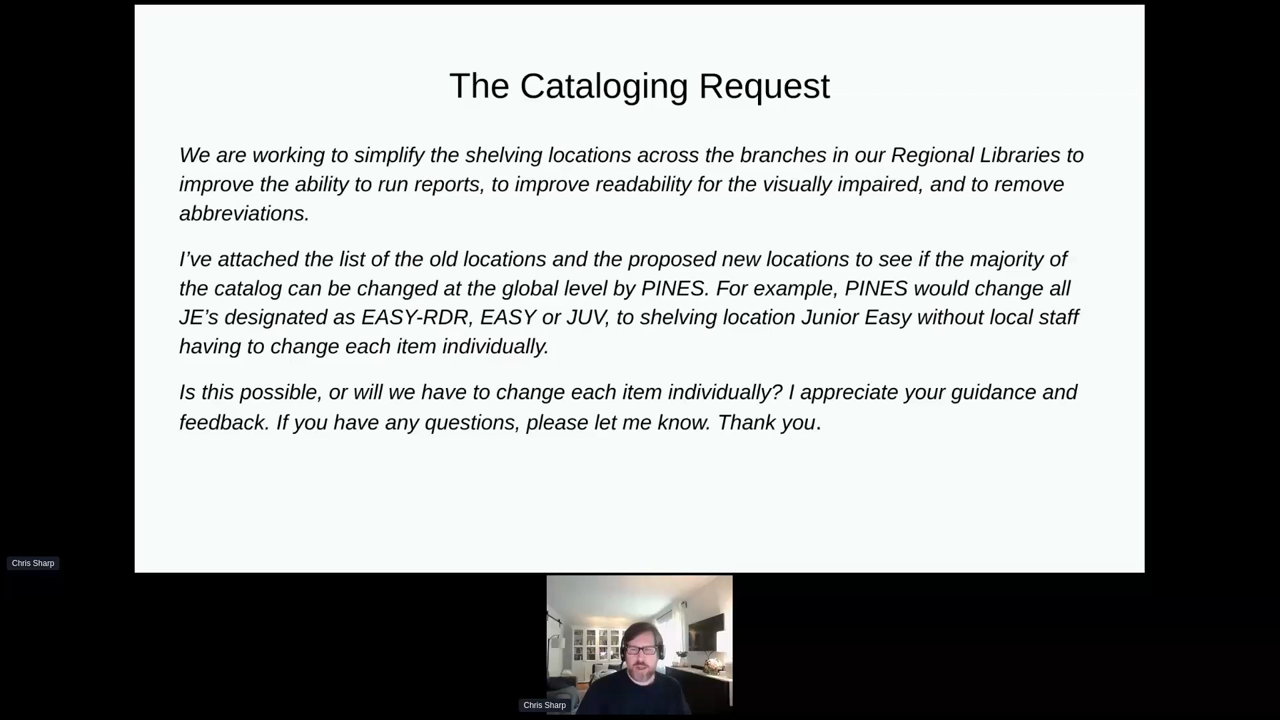 The Cataloging Request
We are working to simplify the shelving locations across the branches in our Regional Libraries to
improve the ability to run reports, to improve readability for the visually impaired, and to remove
abbreviations.
I’ve attached the list of the old locations and the proposed new locations to see if the majority of
the catalog can be changed at the global level by PINES. For example, PINES would change all
JE’s designated as EASY-RDR, EASY or JUV, to shelving location Junior Easy without local staff
having to change each item individually.
Is this possible, or will we have to change each item individually? I appreciate your guidance and
feedback. If you have any questions, please let me know. Thank you.
Chris Sharp
Chris Sharp